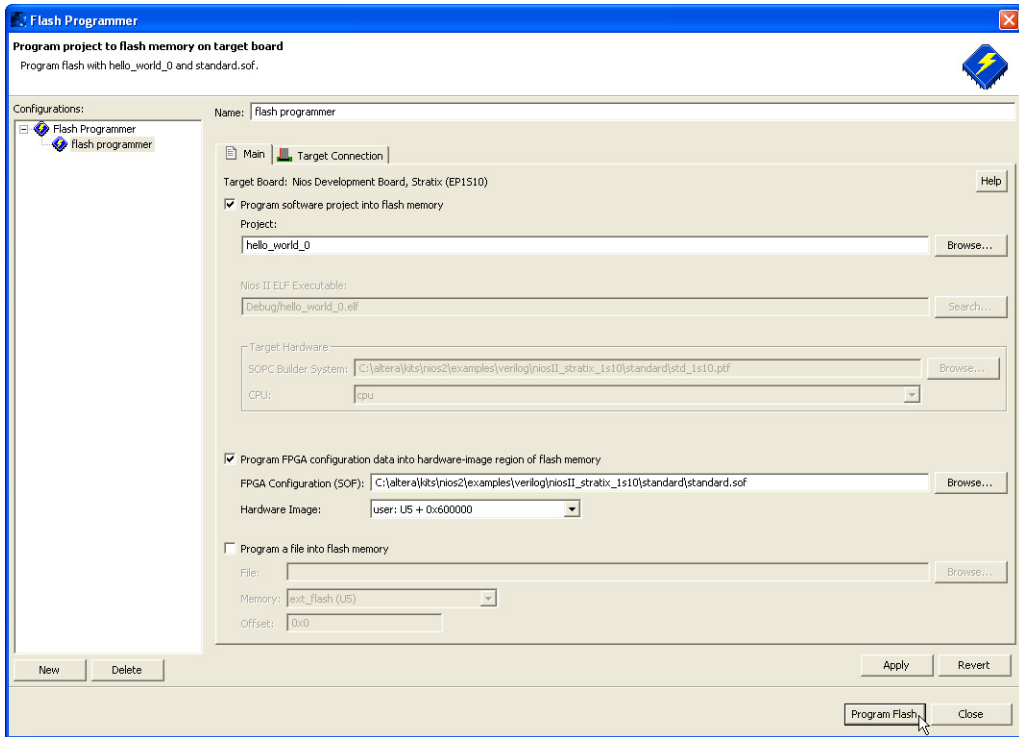 Flash Programmer
Program project to flash memory on target board
Program flash with hello_world_0 and standard.sof.
Configurations:
Flash Programmer
flash programmer
Name: flash programmer
Main Target Connection
Target Board: Nios Development Board, Stratix (EP1S10) Help
Program software project into flash memory
Project:
hello_world_0 Browse...
Nios II ELF Executable:
Debug/hello_world_0.elf Search...
Target Hardware
SOPC Builder System: C:\altera\kits\nios2\examples\verilog\niosII_stratix_1s10\standard\std_1s10.ptf Browse...
CPU: cpu
Program FPGA configuration data into hardware-image region of flash memory
FPGA Configuration (SOF): C:\altera\kits\nios2\examples\verilog\niosII_stratix_1s10\standard\standard.sof Browse...
Hardware Image: user: U5 + 0x600000
Program a file into flash memory
File: Browse...
Memory: ext_flash (U5)
Offset: 0x0
New Delete Apply Revert
Program Flash Close